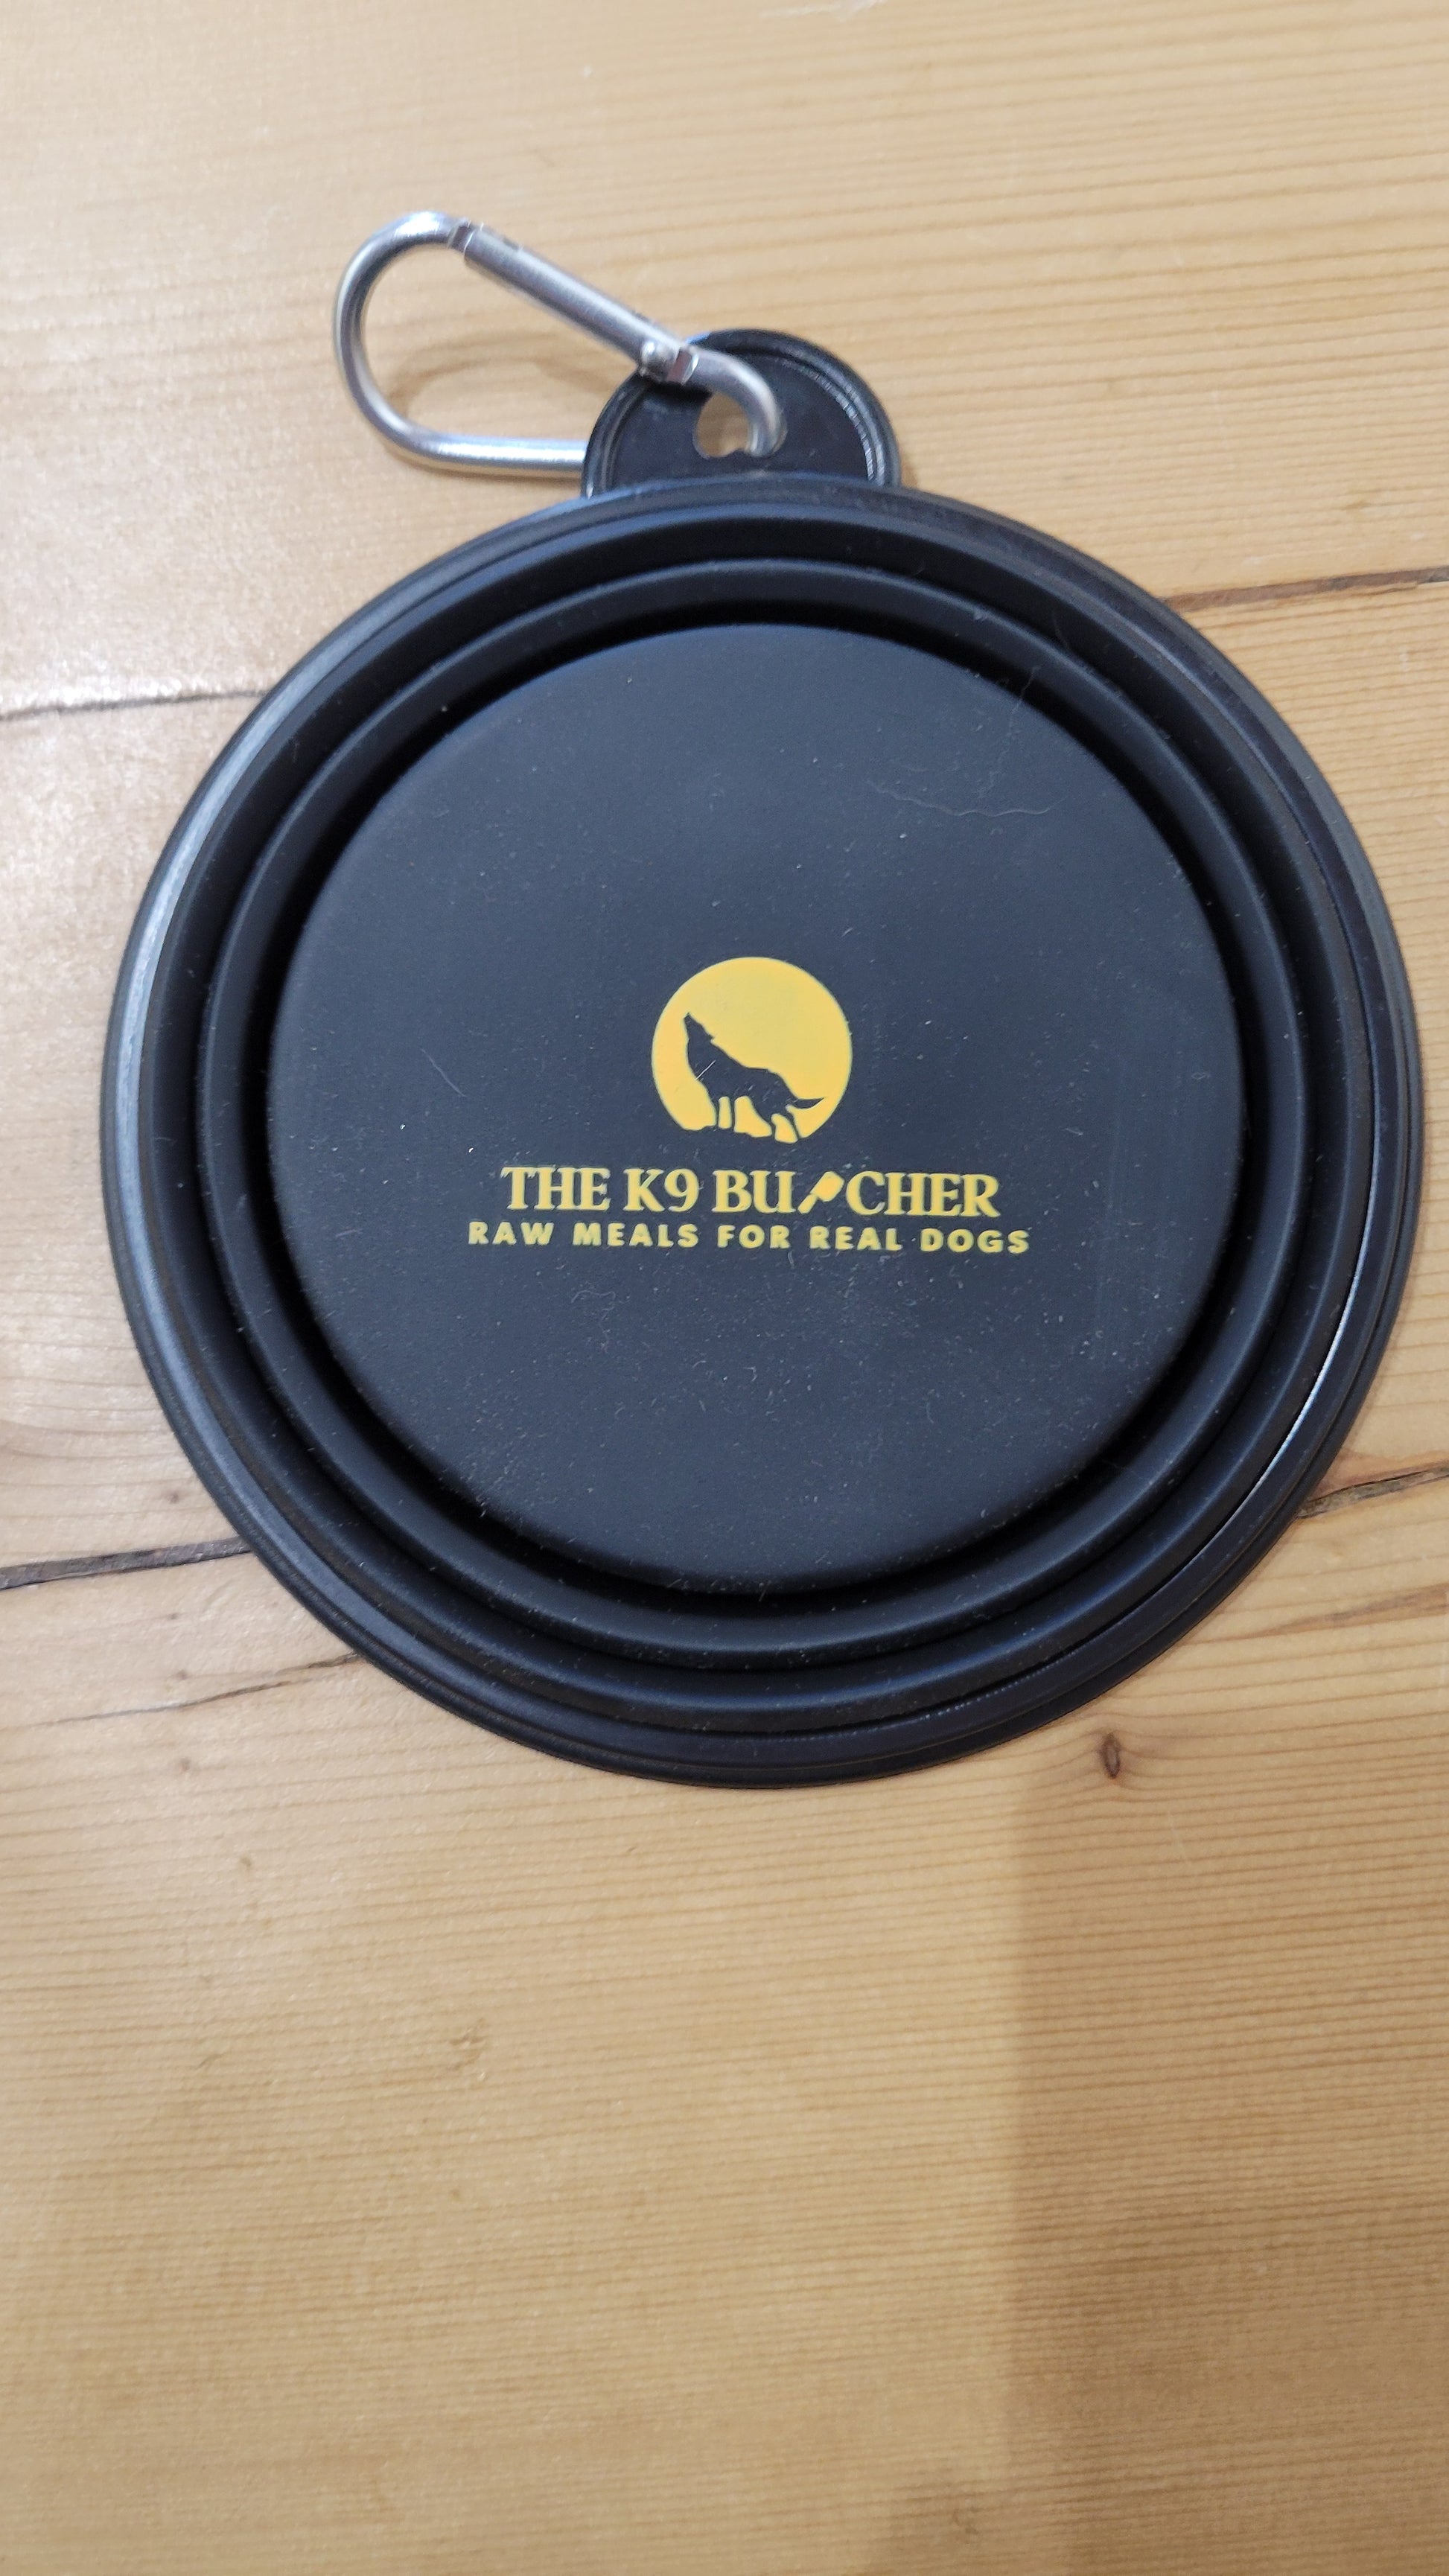 THE K9 BUTCHER
RAW MEALS FOR REAL DOGS